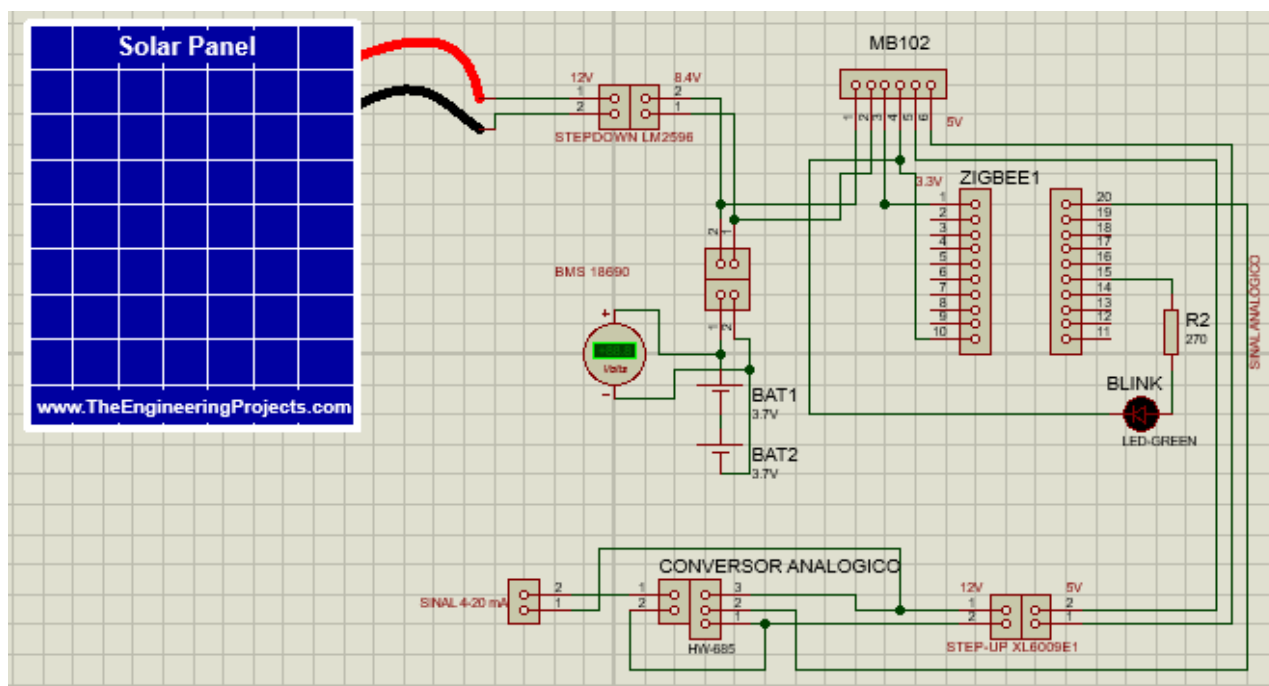 Solar Panel
www.TheEngineeringProjects.com
12V
8.4V
1
2
2
1
STEPDOWN LM2596
MB102
1
2
3
4
5
6
5V
3.3V
ZIGBEE1
1
2
3
4
5
6
7
8
9
10
20
19
18
17
16
15
14
13
12
11
SINAL ANALOGICO
R2
270
BLINK
LED-GREEN
2
1
BMS 18690
1
2
+
Volts
−
BAT1
3.7V
BAT2
3.7V
SINAL 4-20 mA
2
1
CONVERSOR ANALOGICO
1
2
3
2
1
HW-685
12V
5V
1
2
2
1
STEP-UP XL6009E1